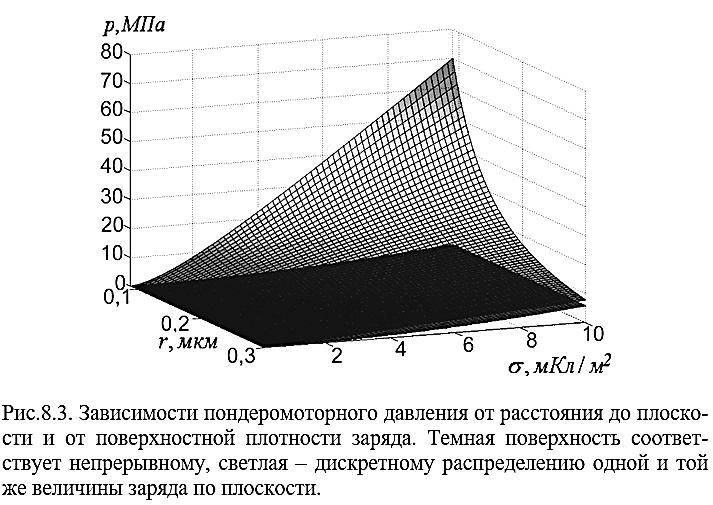 p,МПа
80
70
60
50
40
30
20
10
0
0,1
0,2
r, мкм
0,3
2
4
6
8
10
σ, мКл / м²
Рис.8.3. Зависимости пондеромоторного давления от расстояния до плоско-
сти и от поверхностной плотности заряда. Темная поверхность соответ-
ствует непрерывному, светлая – дискретному распределению одной и той
же величины заряда по плоскости.